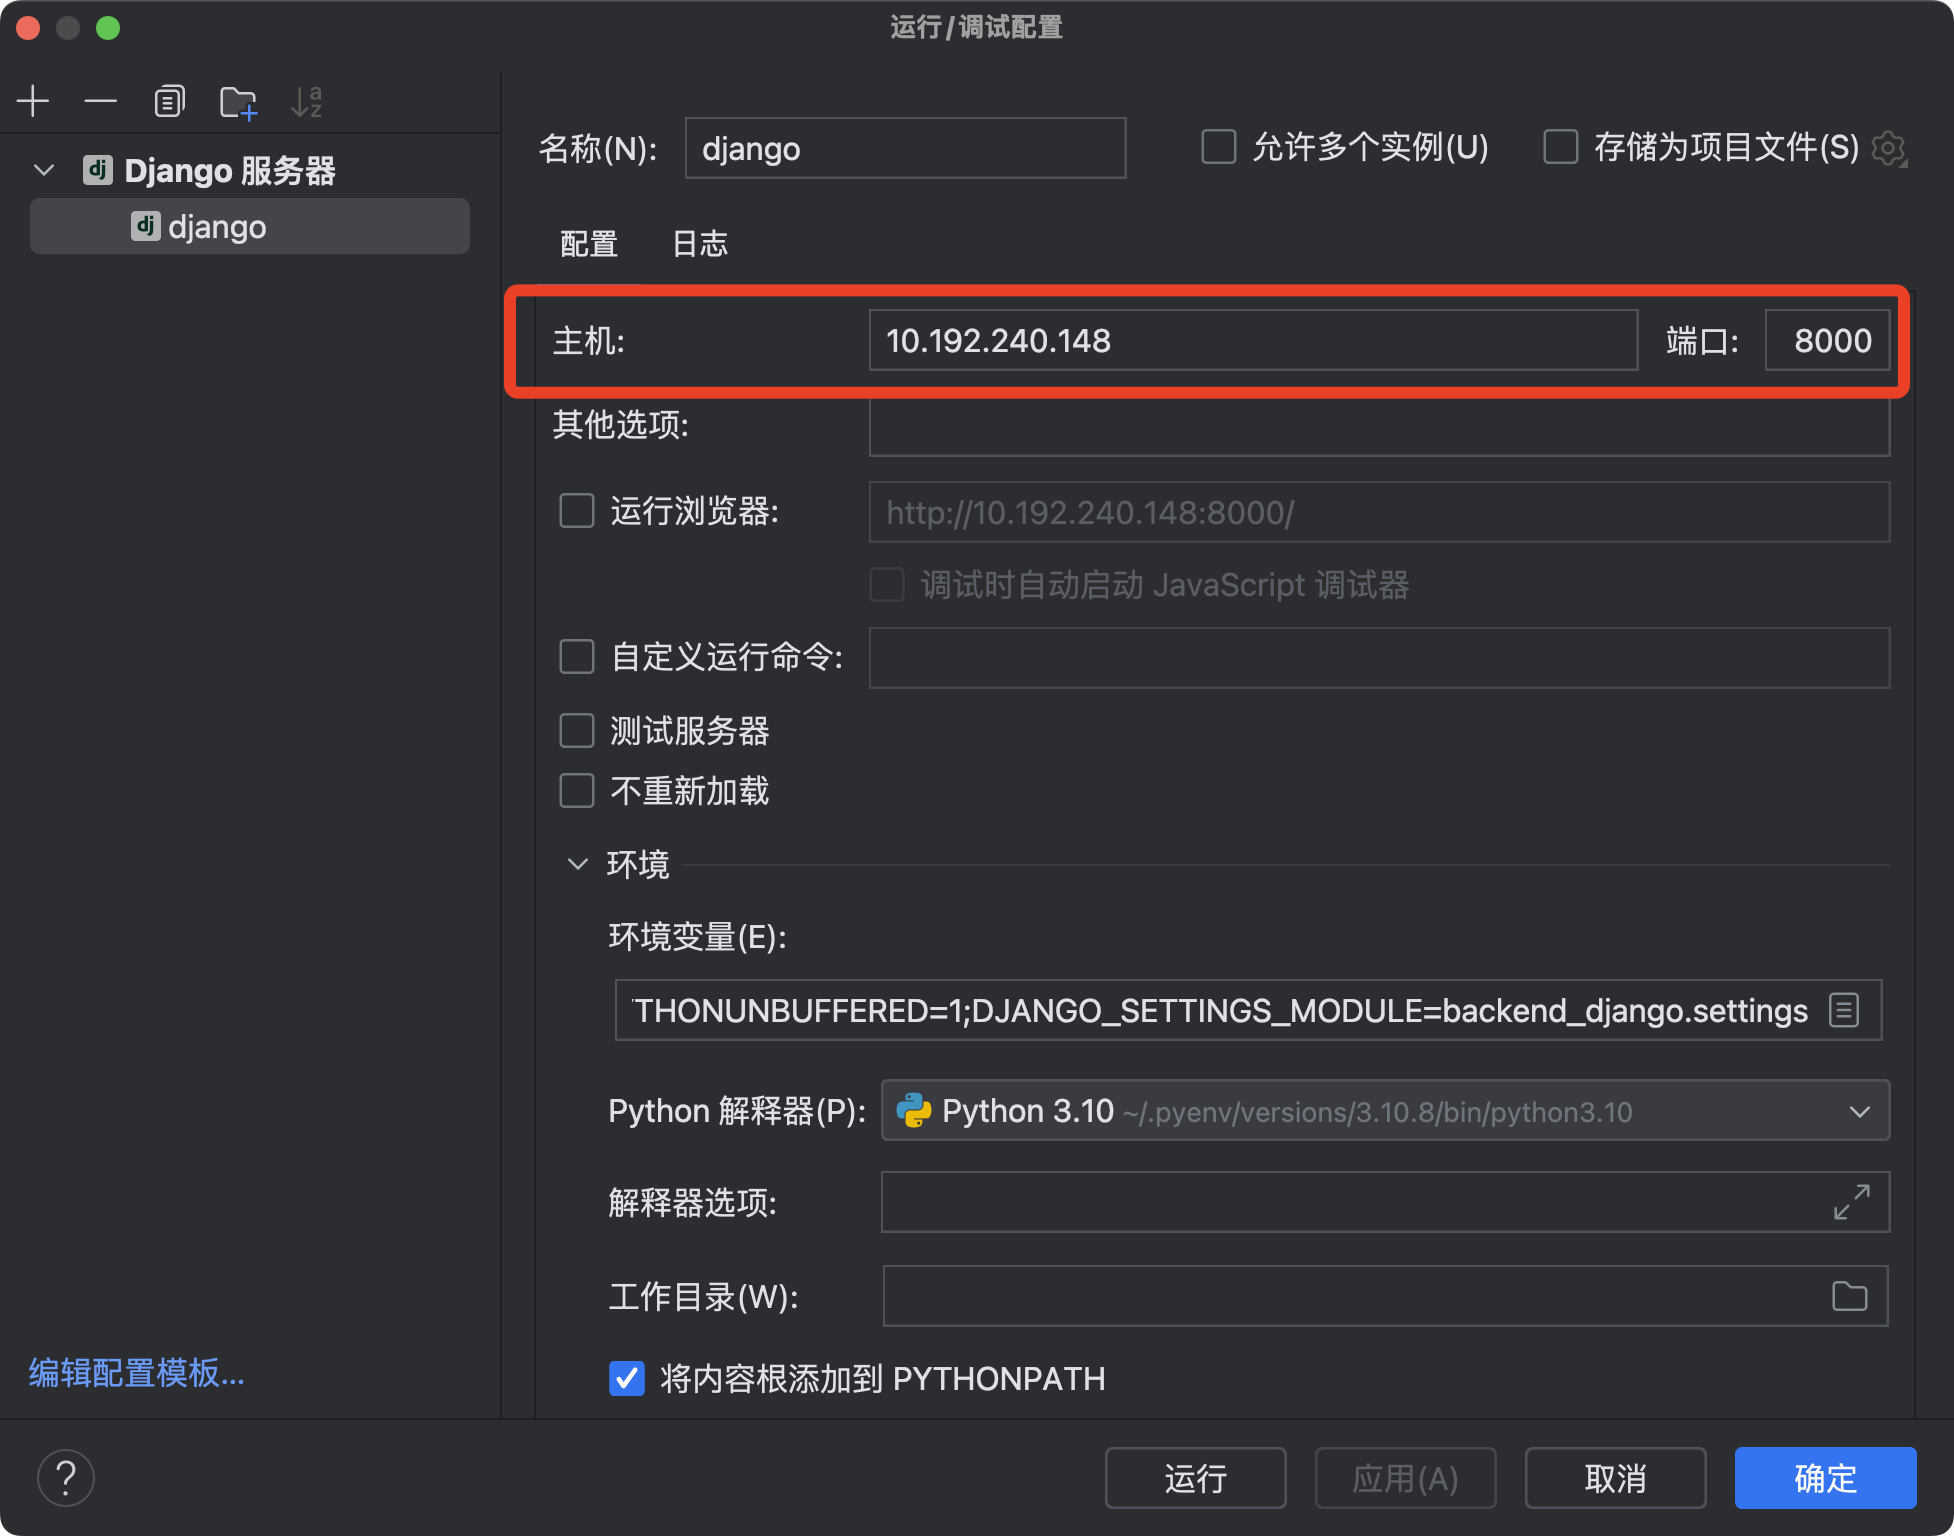 运行/调试配置
Django 服务器
django
编辑配置模板...
名称(N): django 允许多个实例(U) 存储为项目文件(S)
配置 日志
主机: 10.192.240.148 端口: 8000
其他选项:
运行浏览器: http://10.192.240.148:8000/
调试时自动启动 JavaScript 调试器
自定义运行命令:
测试服务器
不重新加载
环境
环境变量(E):
THONUNBUFFERED=1;DJANGO_SETTINGS_MODULE=backend_django.settings
Python 解释器(P): Python 3.10 ~/.pyenv/versions/3.10.8/bin/python3.10
解释器选项:
工作目录(W):
将内容根添加到 PYTHONPATH
? 运行 应用(A) 取消 确定